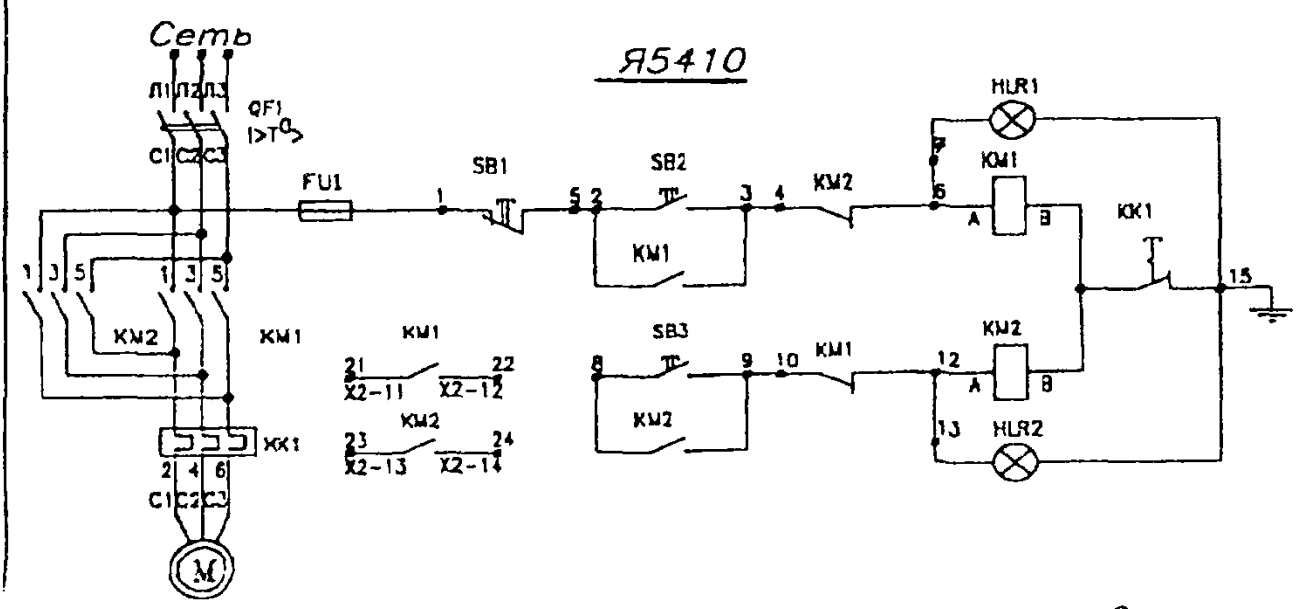 Сеть
Я5410
HLR1
Л1 Л2 Л3
QF1
I>T°>
C1 C2 C3
7
KM1
FU1
SB1
SB2
1
5 2
3 4
KM2
6
A
B
KK1
KM1
15
1 3 5
1 3 5
KM2
KM1
KM1
21
22
X2-11
X2-12
SB3
8
9 10
KM1
12
KM2
A
B
KM2
23
24
X2-13
X2-14
KM2
13
HLR2
KK1
2 4 6
C1 C2 C3
M